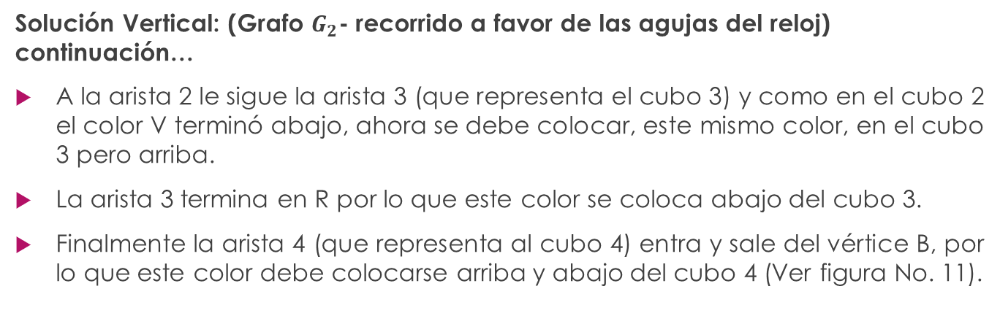 Solución Vertical: (Grafo G₂- recorrido a favor de las agujas del reloj)
continuación…
A la arista 2 le sigue la arista 3 (que representa el cubo 3) y como en el cubo 2
el color V terminó abajo, ahora se debe colocar, este mismo color, en el cubo
3 pero arriba.
La arista 3 termina en R por lo que este color se coloca abajo del cubo 3.
Finalmente la arista 4 (que representa al cubo 4) entra y sale del vértice B, por
lo que este color debe colocarse arriba y abajo del cubo 4 (Ver figura No. 11).